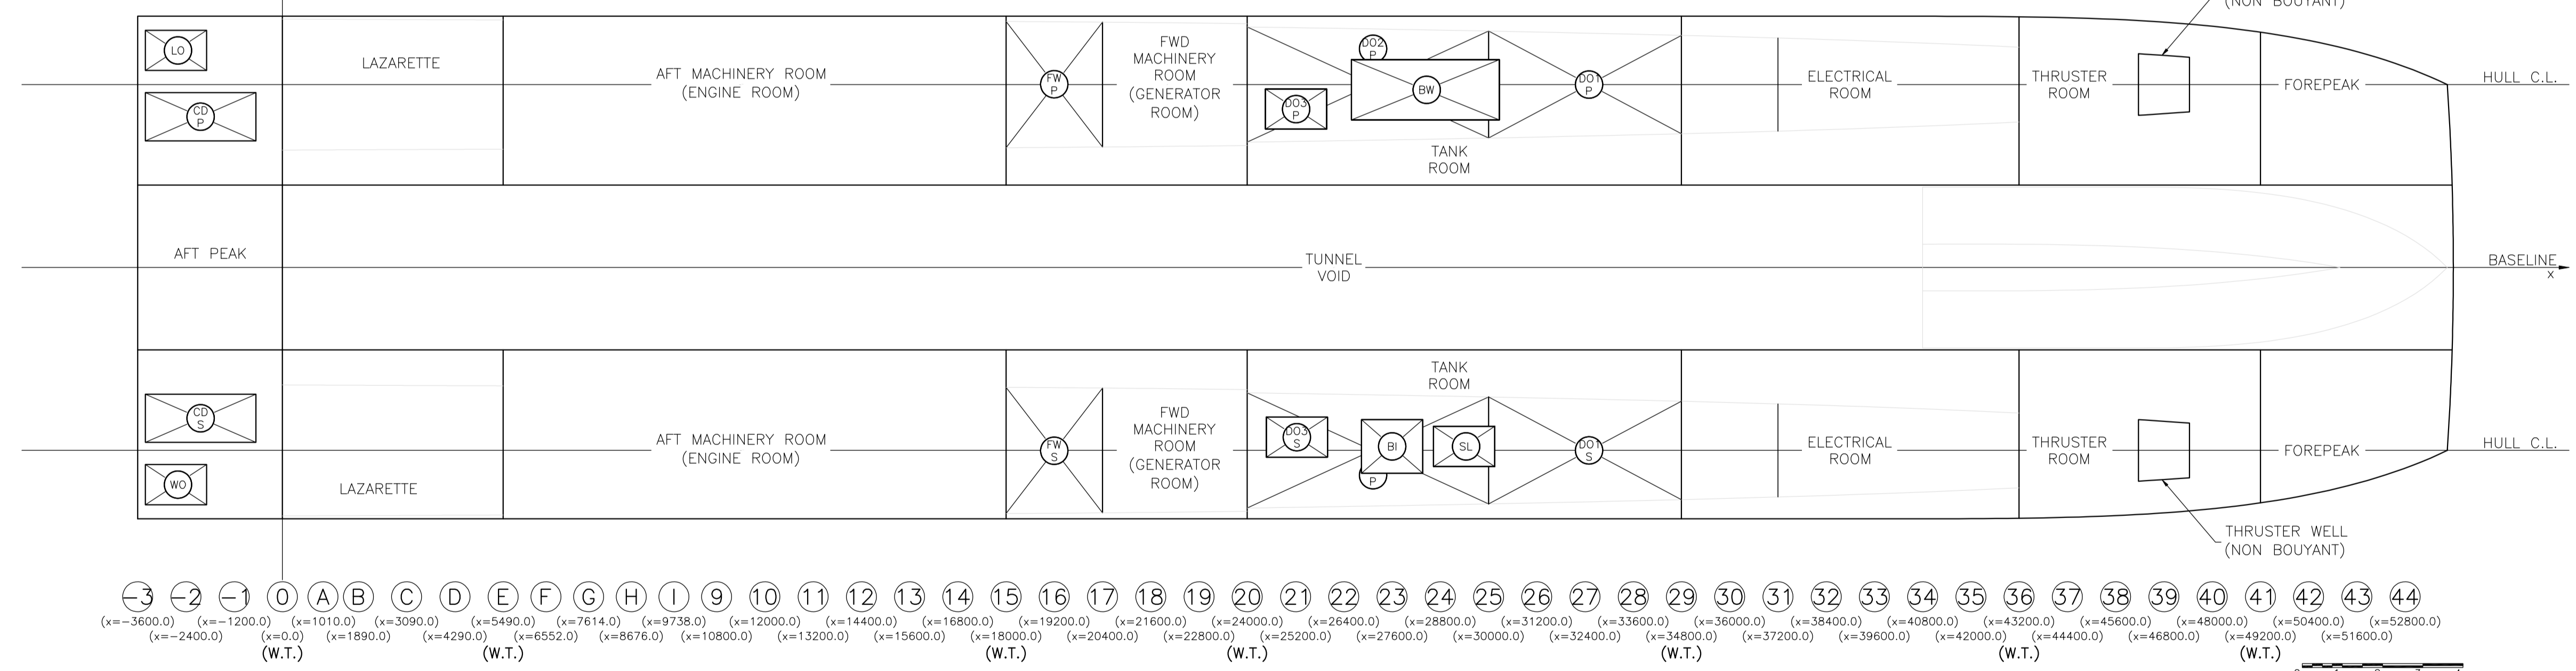 (NON BOUYANT)
LO
LAZARETTE
CD
P
AFT MACHINERY ROOM
(ENGINE ROOM)
FW
P
FWD
MACHINERY
ROOM
(GENERATOR
ROOM)
DO2
P
DO3
P
BW
DO1
P
TANK
ROOM
ELECTRICAL
ROOM
THRUSTER
ROOM
FOREPEAK
HULL C.L.
AFT PEAK
TUNNEL
VOID
BASELINE
x
TANK
ROOM
CD
S
WO
LAZARETTE
AFT MACHINERY ROOM
(ENGINE ROOM)
FW
S
FWD
MACHINERY
ROOM
(GENERATOR
ROOM)
DO3
S
BI
P
SL
DO1
S
ELECTRICAL
ROOM
THRUSTER
ROOM
FOREPEAK
HULL C.L.
THRUSTER WELL
(NON BOUYANT)
-3 -2 -1 0 A B C D E F G H I 9 10 11 12 13 14 15 16 17 18 19 20 21 22 23 24 25 26 27 28 29 30 31 32 33 34 35 36 37 38 39 40 41 42 43 44
(x=-3600.0) (x=-1200.0) (x=1010.0) (x=3090.0) (x=5490.0) (x=7614.0) (x=9738.0) (x=12000.0) (x=14400.0) (x=16800.0) (x=19200.0) (x=21600.0) (x=24000.0) (x=26400.0) (x=28800.0) (x=31200.0) (x=33600.0) (x=36000.0) (x=38400.0) (x=40800.0) (x=43200.0) (x=45600.0) (x=48000.0) (x=50400.0) (x=52800.0)
(x=-2400.0) (x=0.0) (x=1890.0) (x=4290.0) (x=6552.0) (x=8676.0) (x=10800.0) (x=13200.0) (x=15600.0) (x=18000.0) (x=20400.0) (x=22800.0) (x=25200.0) (x=27600.0) (x=30000.0) (x=32400.0) (x=34800.0) (x=37200.0) (x=39600.0) (x=42000.0) (x=44400.0) (x=46800.0) (x=49200.0) (x=51600.0)
(W.T.) (W.T.) (W.T.) (W.T.) (W.T.) (W.T.) (W.T.)